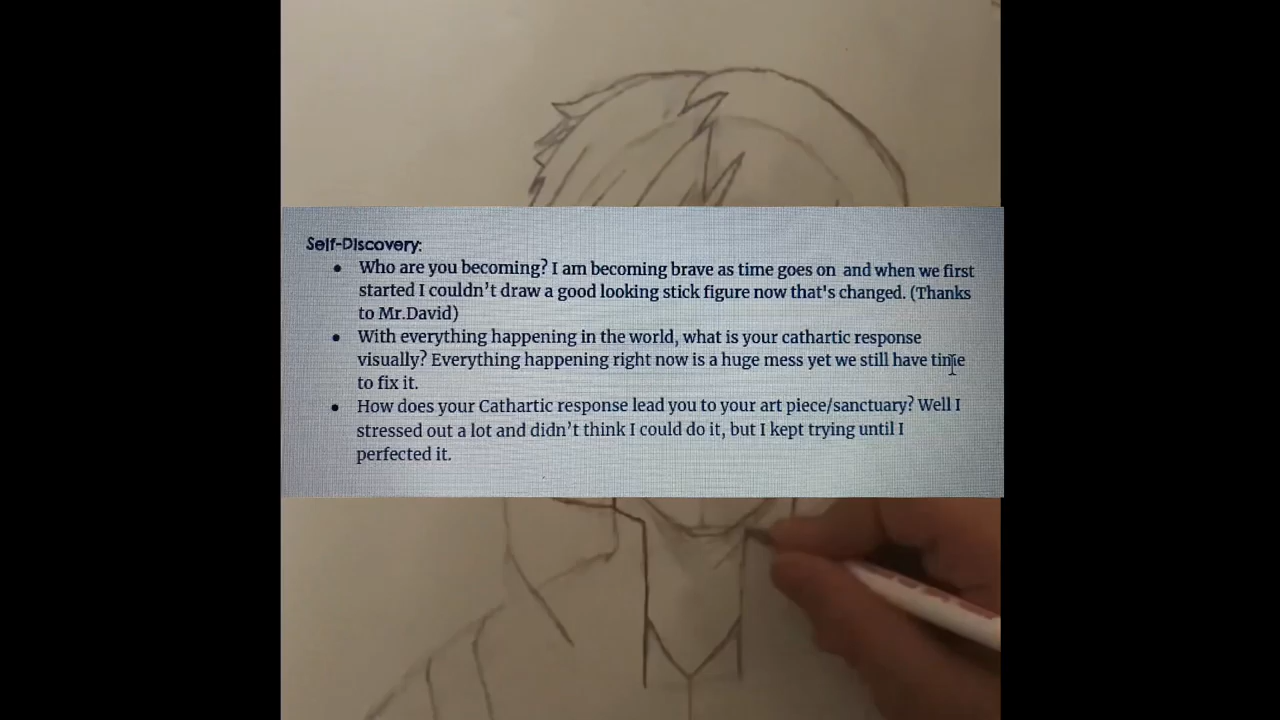 Self-Discovery:
• Who are you becoming? I am becoming brave as time goes on and when we first
started I couldn't draw a good looking stick figure now that's changed. (Thanks
to Mr.David)
• With everything happening in the world, what is your cathartic response
visually? Everything happening right now is a huge mess yet we still have time
to fix it.
• How does your Cathartic response lead you to your art piece/sanctuary? Well I
stressed out a lot and didn't think I could do it, but I kept trying until I
perfected it.